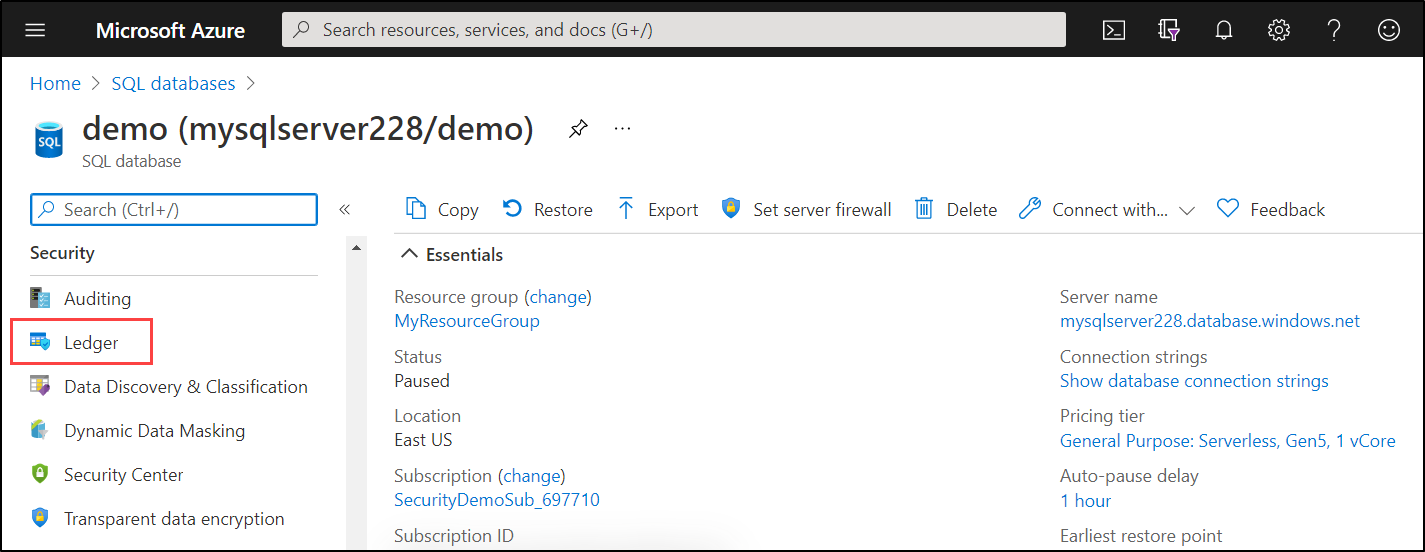 Microsoft Azure
Search resources, services, and docs (G+/)
Home > SQL databases >
SQL
demo (mysqlserver228/demo)
...
SQL database
Search (Ctrl+/)
«
Copy
Restore
Export
Set server firewall
Delete
Connect with...
Feedback
Security
Auditing
Ledger
Data Discovery & Classification
Dynamic Data Masking
Security Center
Transparent data encryption
Essentials
Resource group (change)
MyResourceGroup
Status
Paused
Location
East US
Subscription (change)
SecurityDemoSub_697710
Subscription ID
Server name
mysqlserver228.database.windows.net
Connection strings
Show database connection strings
Pricing tier
General Purpose: Serverless, Gen5, 1 vCore
Auto-pause delay
1 hour
Earliest restore point